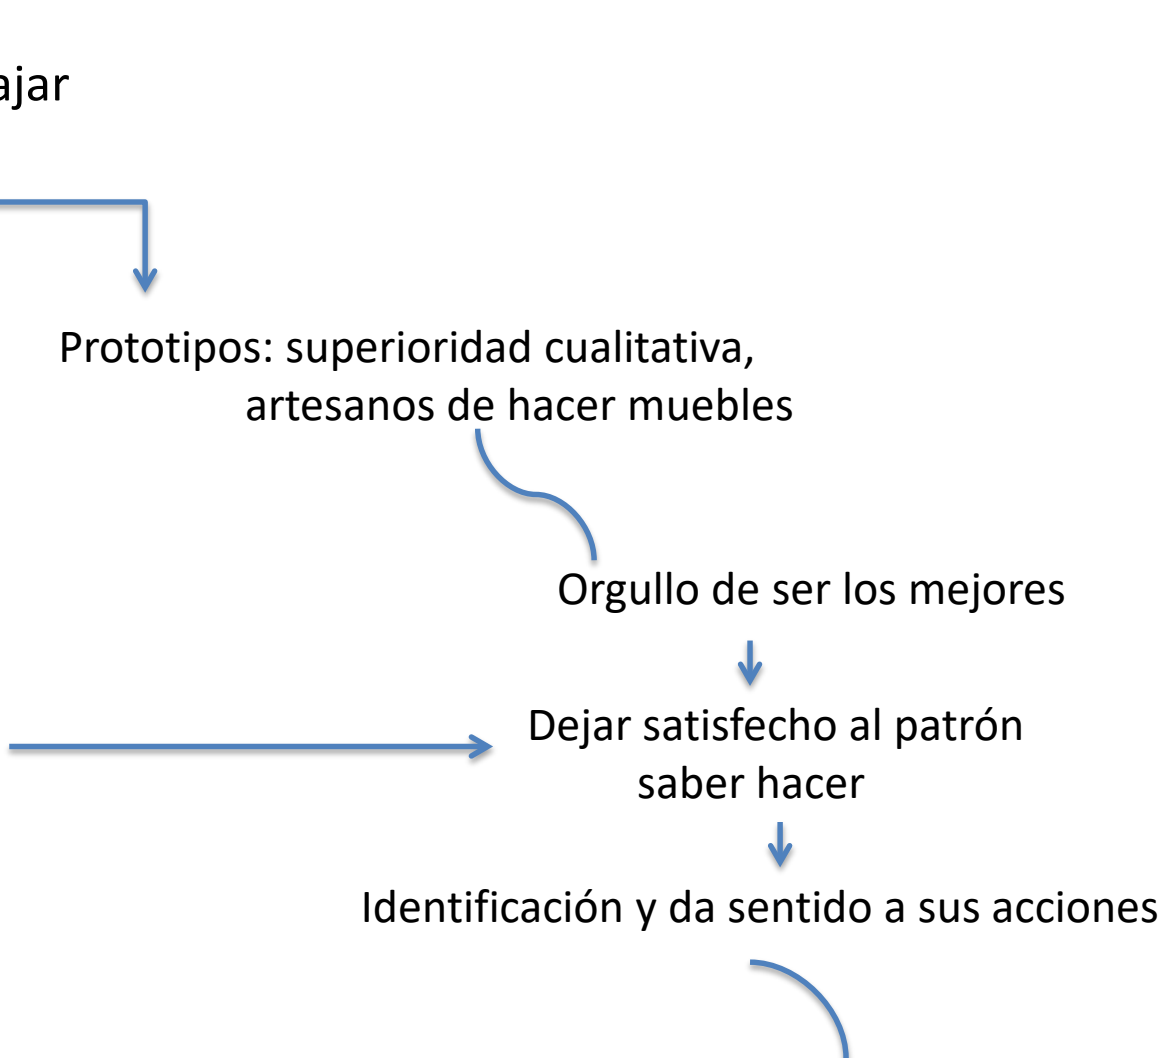 ajar
Prototipos: superioridad cualitativa,
artesanos de hacer muebles
Orgullo de ser los mejores
Dejar satisfecho al patrón
saber hacer
Identificación y da sentido a sus acciones